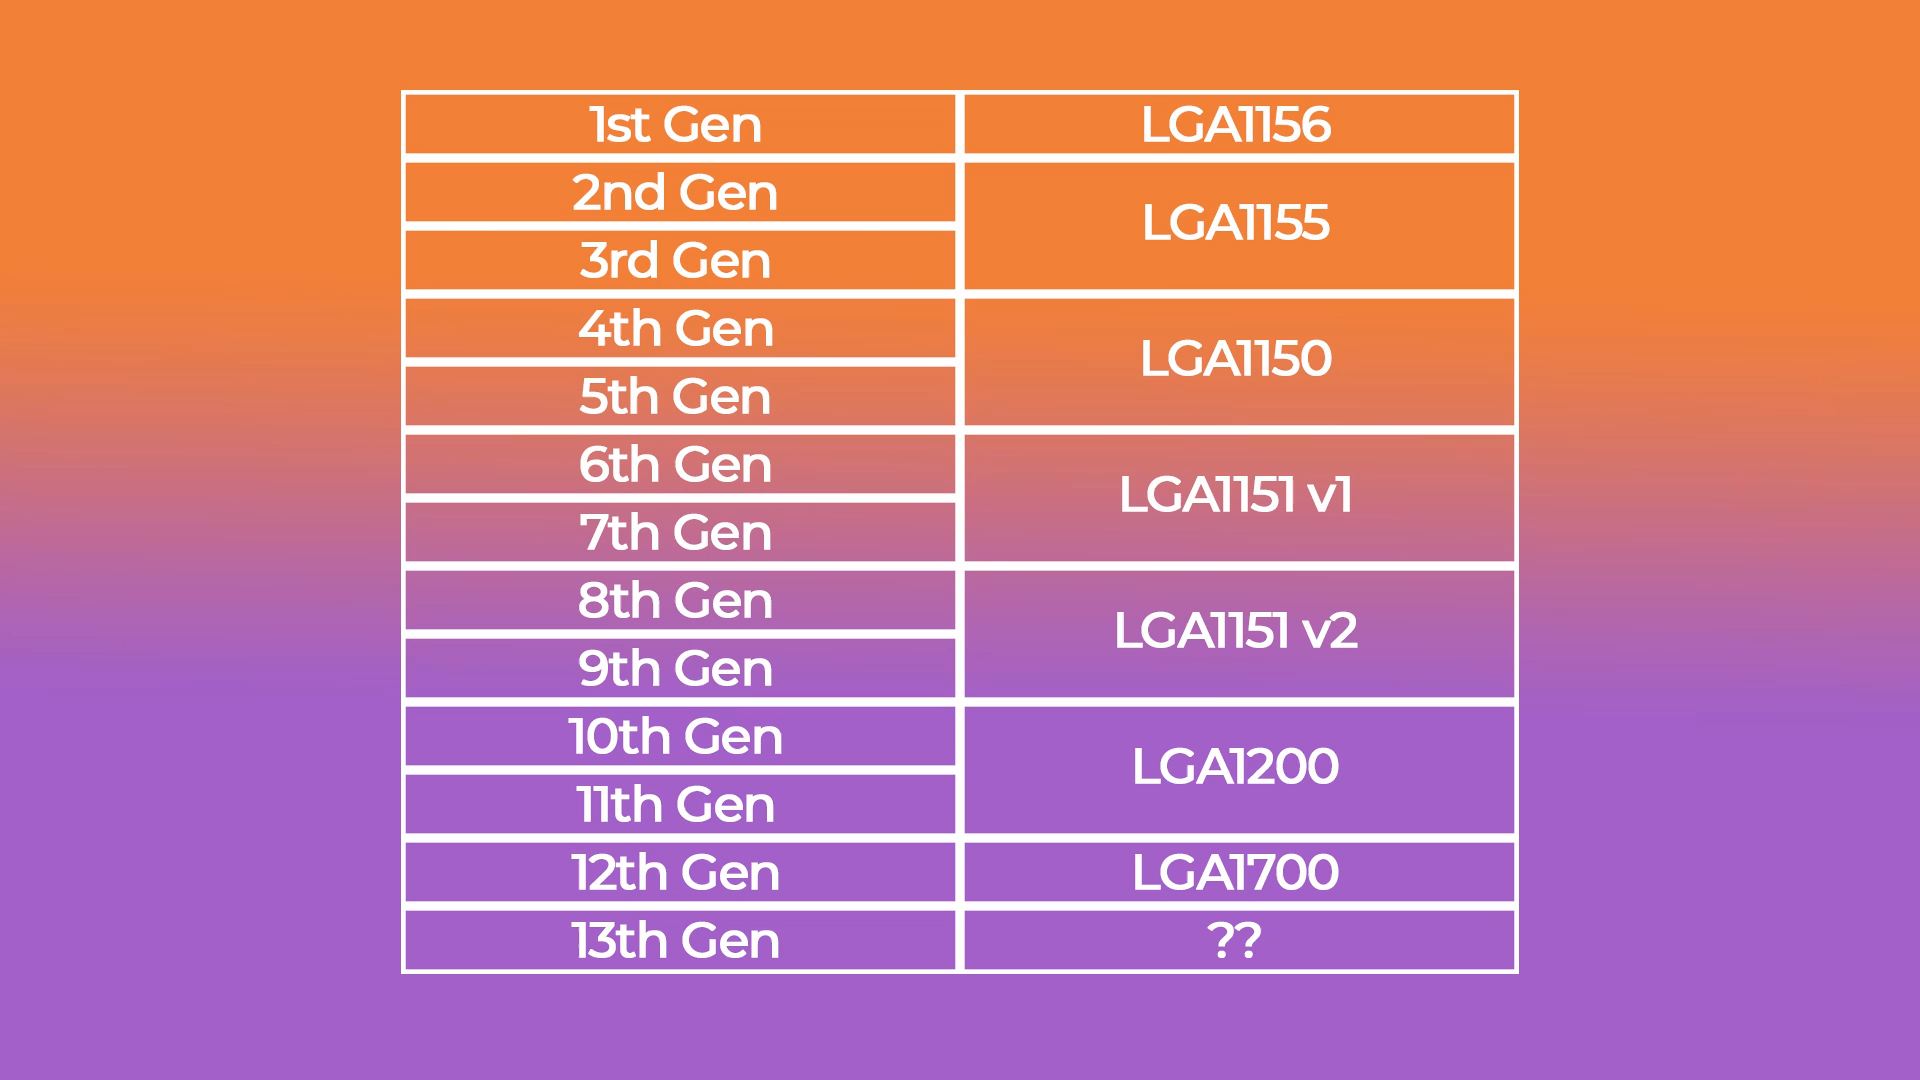 1st Gen
LGA1156
2nd Gen
LGA1155
3rd Gen
4th Gen
LGA1150
5th Gen
6th Gen
LGA1151 v1
7th Gen
8th Gen
LGA1151 v2
9th Gen
10th Gen
LGA1200
11th Gen
12th Gen
LGA1700
13th Gen
??